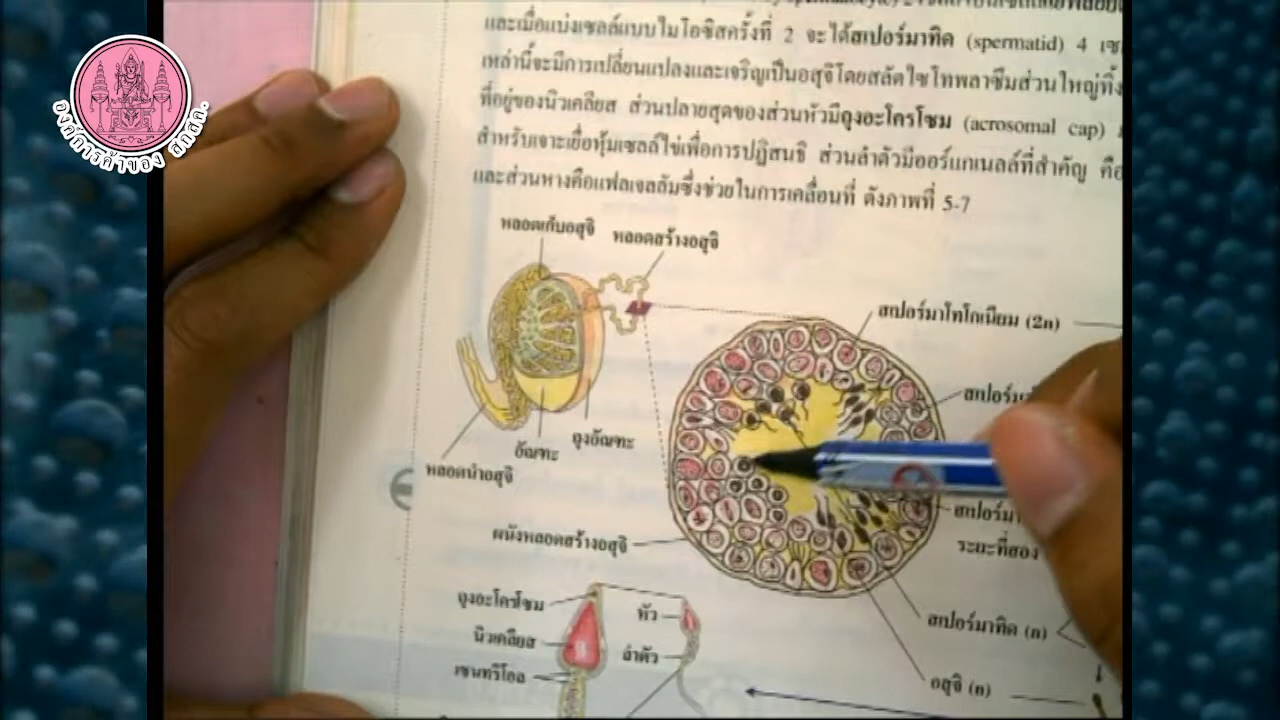 องค์การค้าของ สกสค.
และเมื่อแบ่งเซลล์แบบไมโอซิสครั้งที่ 2 จะได้สเปอร์มาทิด (spermatid) 4
เหล่านี้จะมีการเปลี่ยนแปลงและเจริญเป็นอสุจิโดยสลัดไซโทพลาซึมส่วนใหญ่ทิ้ง
ที่อยู่ของนิวเคลียส ส่วนปลายสุดของส่วนหัวมีถุงอะโครโซม (acrosomal cap)
สำหรับเจาะเยื่อหุ้มเซลล์ไข่เพื่อการปฏิสนธิ ส่วนลำตัวมีออร์แกเนลล์ที่สำคัญ คือ
และส่วนหางคือแฟลเจลลัมซึ่งช่วยในการเคลื่อนที่ ดังภาพที่ 5-7
หลอดเก็บอสุจิ
หลอดสร้างอสุจิ
สเปอร์มาโทโกเนียม (2n)
อัณฑะ
ถุงอัณฑะ
หลอดนำอสุจิ
ผนังหลอดสร้างอสุจิ
ระยะที่สอง
สเปอร์มาทิด (n)
อสุจิ (n)
ถุงอะโครโซม
นิวเคลียส
เซนทริโอล
หัว
ลำตัว